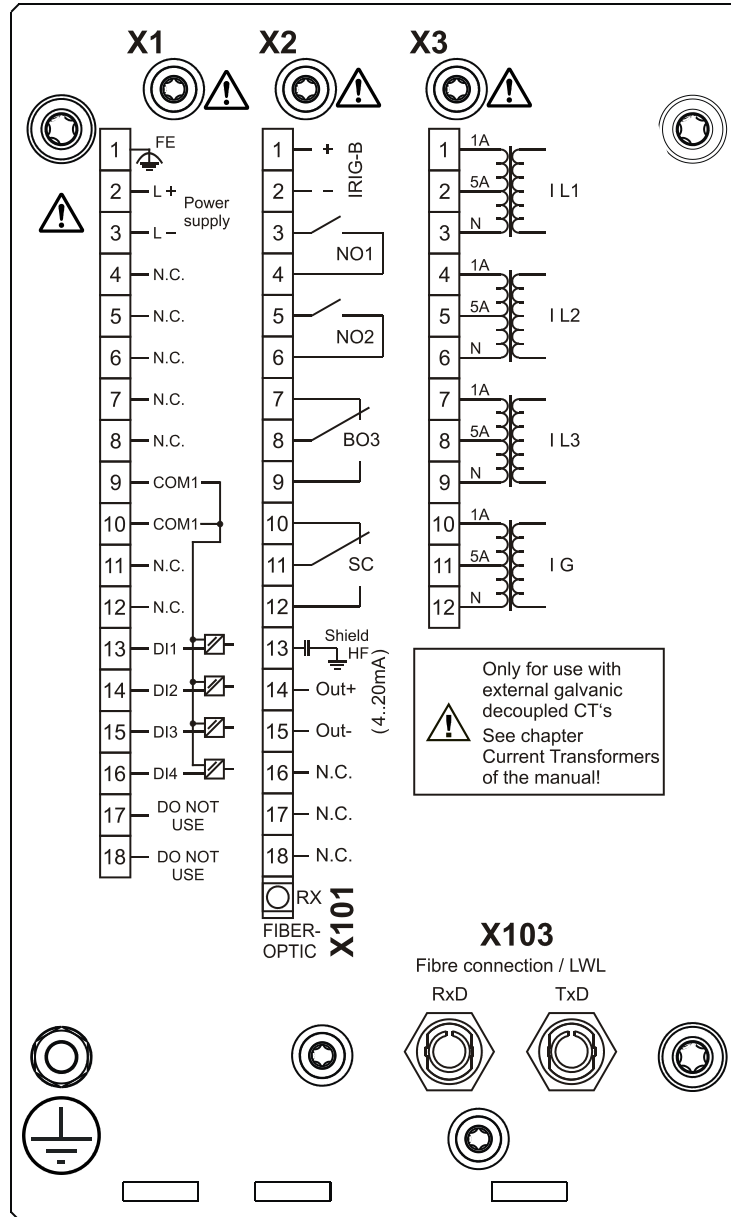 X1
X2
X3
1 FE
2 L+ Power
supply
3 L−
4 N.C.
5 N.C.
6 N.C.
7 N.C.
8 N.C.
9 COM1
10 COM1
11 N.C.
12 N.C.
13 DI1
14 DI2
15 DI3
16 DI4
17 DO NOT
USE
18 DO NOT
USE
1 +
2 −
IRIG-B
3
NO1
4
5
NO2
6
7
8 BO3
9
10
11 SC
12
13 Shield
HF
14 Out+
15 Out-
(4..20mA)
16 N.C.
17 N.C.
18 N.C.
RX
FIBER-
OPTIC
X101
1 1A
2 5A I L1
3 N
4 1A
5 5A I L2
6 N
7 1A
8 5A I L3
9 N
10 1A
11 5A I G
12 N
Only for use with
external galvanic
decoupled CT's
See chapter
Current Transformers
of the manual!
X103
Fibre connection / LWL
RxD TxD